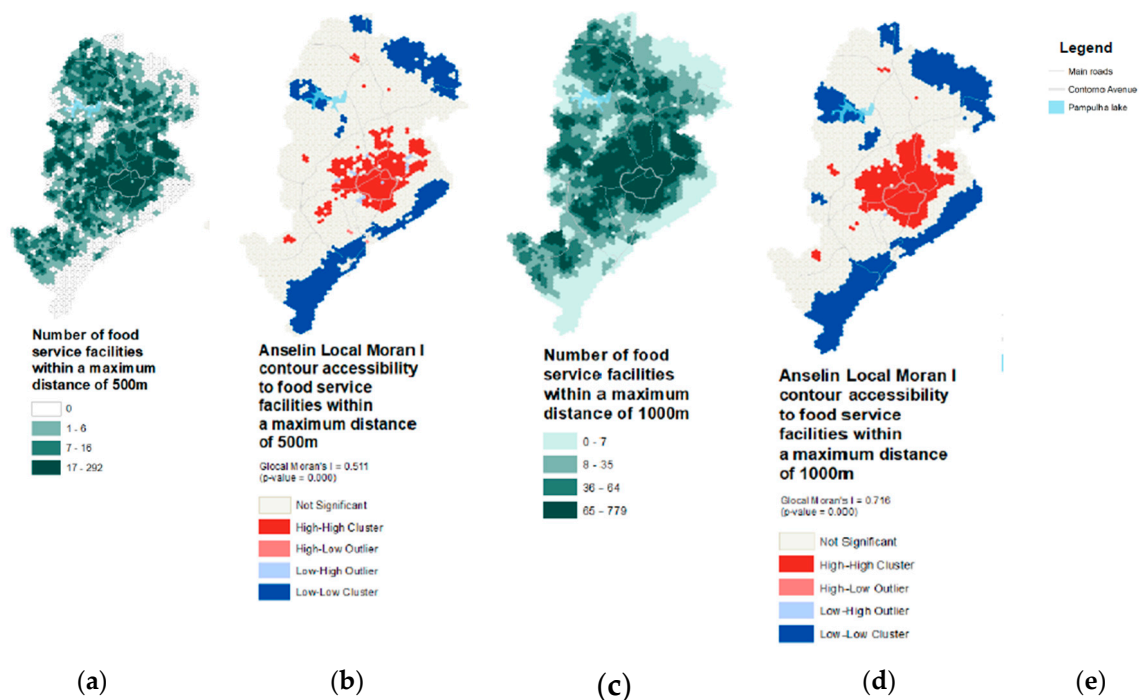 Number of food
service facilities
within a maximum
distance of 500m
0
1 - 6
7 - 16
17 - 292
Anselin Local Moran I
contour accessibility
to food service
facilities within
a maximum distance
of 500m
Glocal Moran's I = 0.511
(p-value = 0.000)
Not Significant
High-High Cluster
High-Low Outlier
Low-High Outlier
Low-Low Cluster
Number of food
service facilities
within a maximum
distance of 1000m
0 - 7
8 - 35
36 - 64
65 - 779
Anselin Local Moran I
contour accessibility
to food service
facilities within
a maximum distance
of 1000m
Glocal Moran's I = 0.716
(p-value = 0.000)
Not Significant
High-High Cluster
High-Low Outlier
Low-High Outlier
Low-Low Cluster
Legend
Main roads
Contorno Avenue
Pampulha lake
(a)
(b)
(c)
(d)
(e)